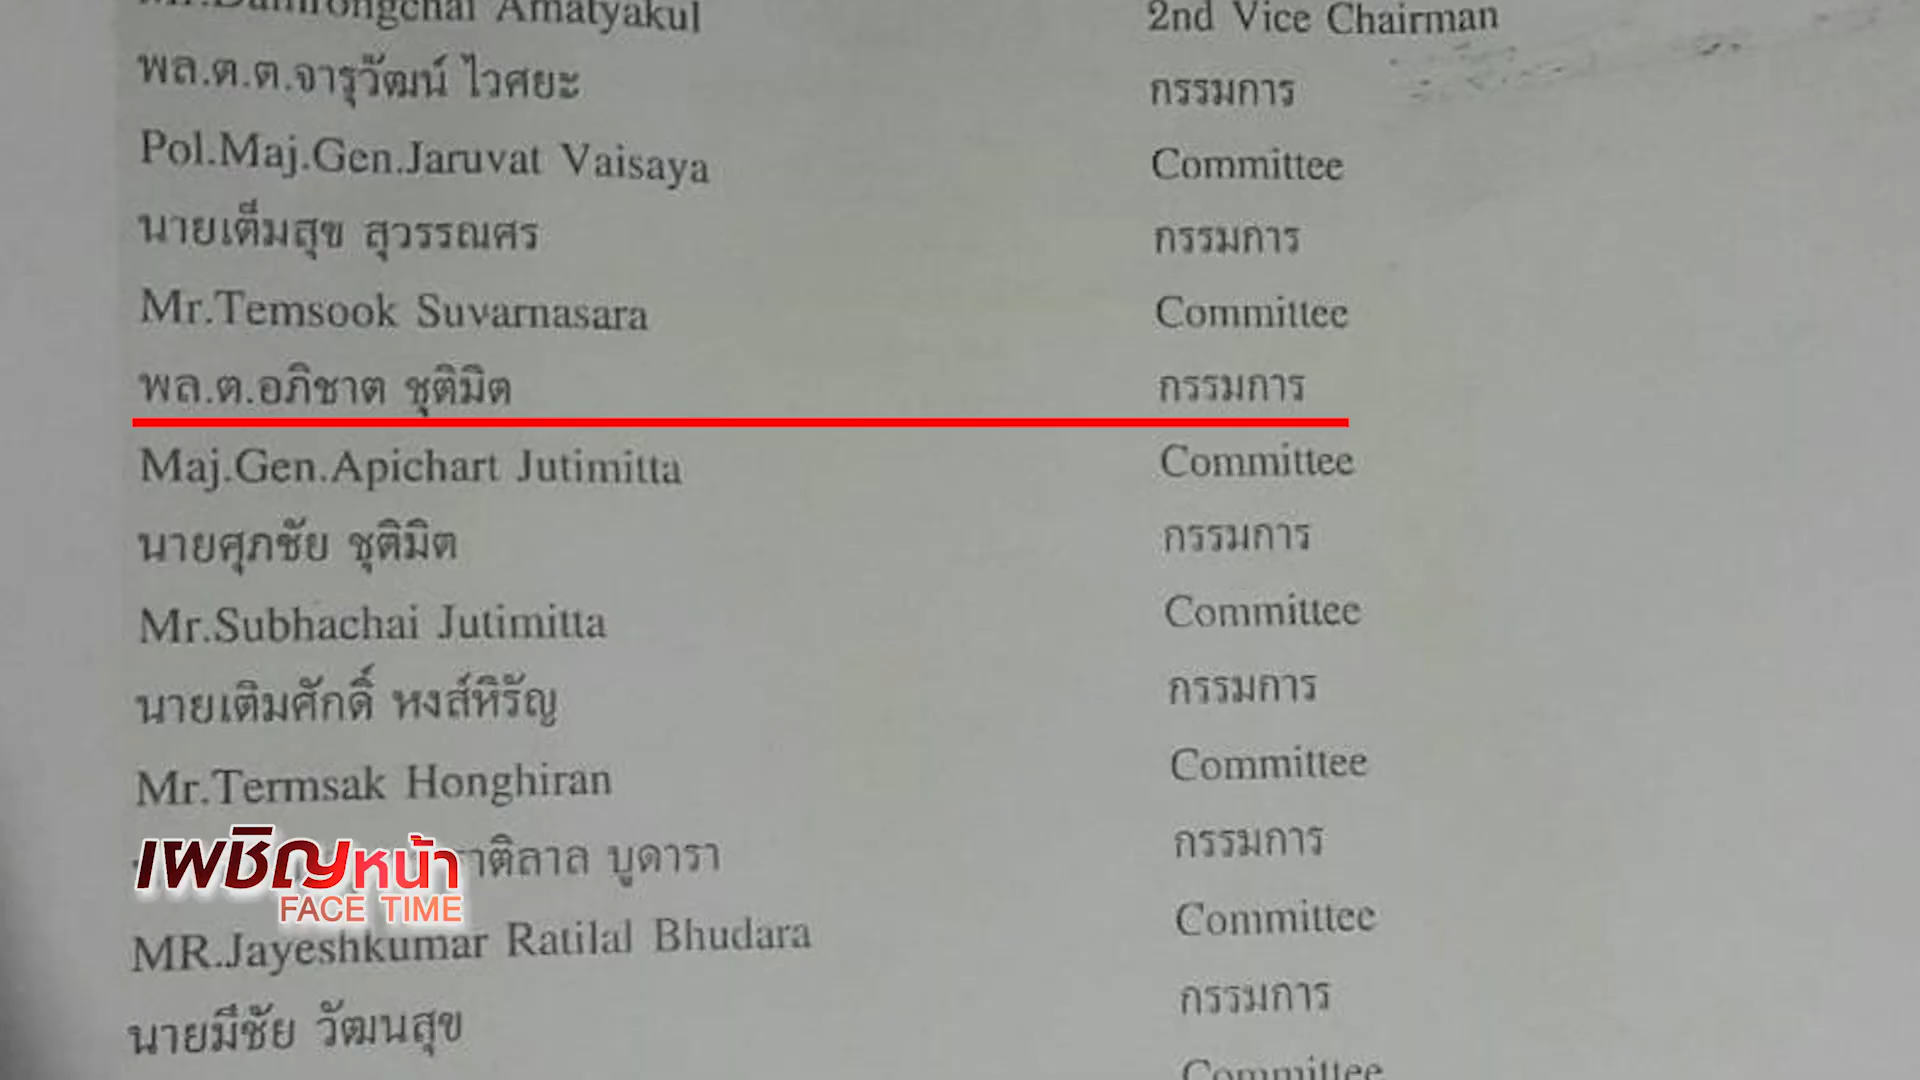 Amatyakul 2nd Vice Chairman
พล.ต.ต.จารุวัฒน์ ไวศยะ กรรมการ
Pol.Maj.Gen.Jaruvat Vaisaya Committee
นายเต็มสุข สุวรรณศร กรรมการ
Mr.Temsook Suvarnasara Committee
พล.ต.อภิชาต ชุติมิต กรรมการ
Maj.Gen.Apichart Jutimitta Committee
นายศุภชัย ชุติมิต กรรมการ
Mr.Subhachai Jutimitta Committee
นายเติมศักดิ์ หงส์หิรัญ กรรมการ
Mr.Termsak Honghiran Committee
บูดารา กรรมการ
MR.Jayeshkumar Ratilal Bhudara Committee
นายมีชัย วัฒนสุข กรรมการ
Committee
เผชิญหน้า
FACE TIME